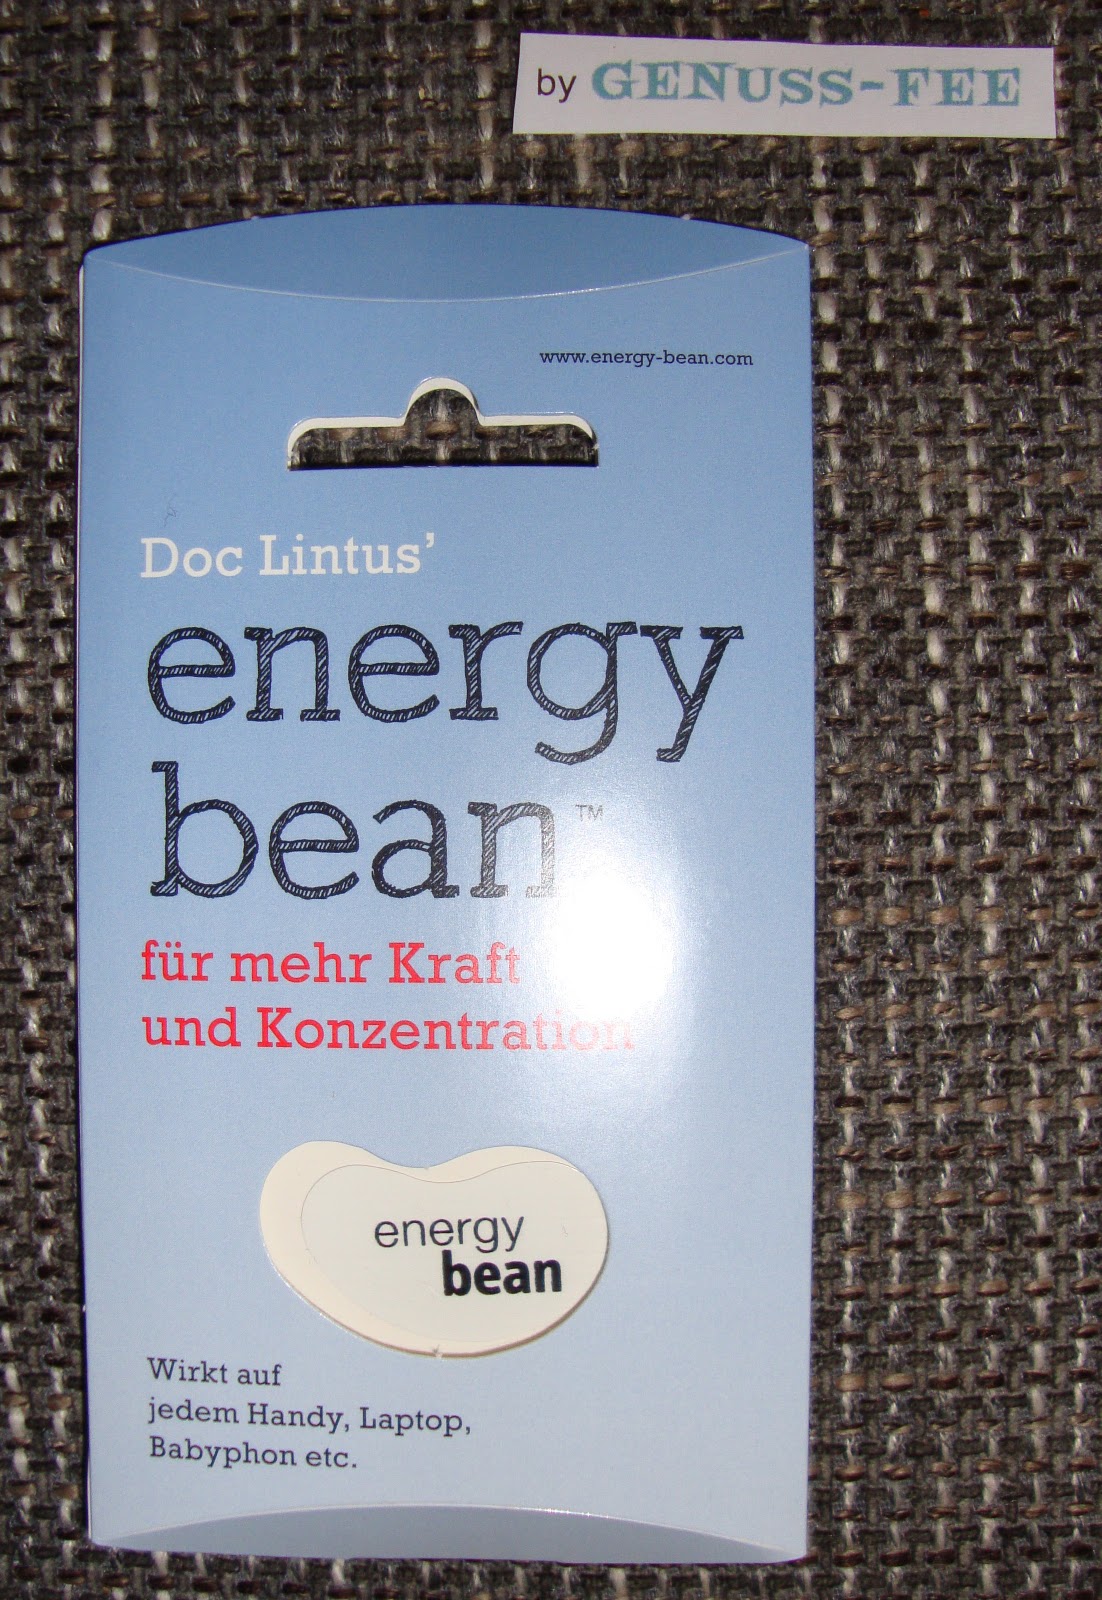 by GENUSS-FEE
www.energy-bean.com
Doc Lintus’
energy
bean™
für mehr Kraft
und Konzentration
energy
bean
Wirkt auf
jedem Handy, Laptop,
Babyphon etc.